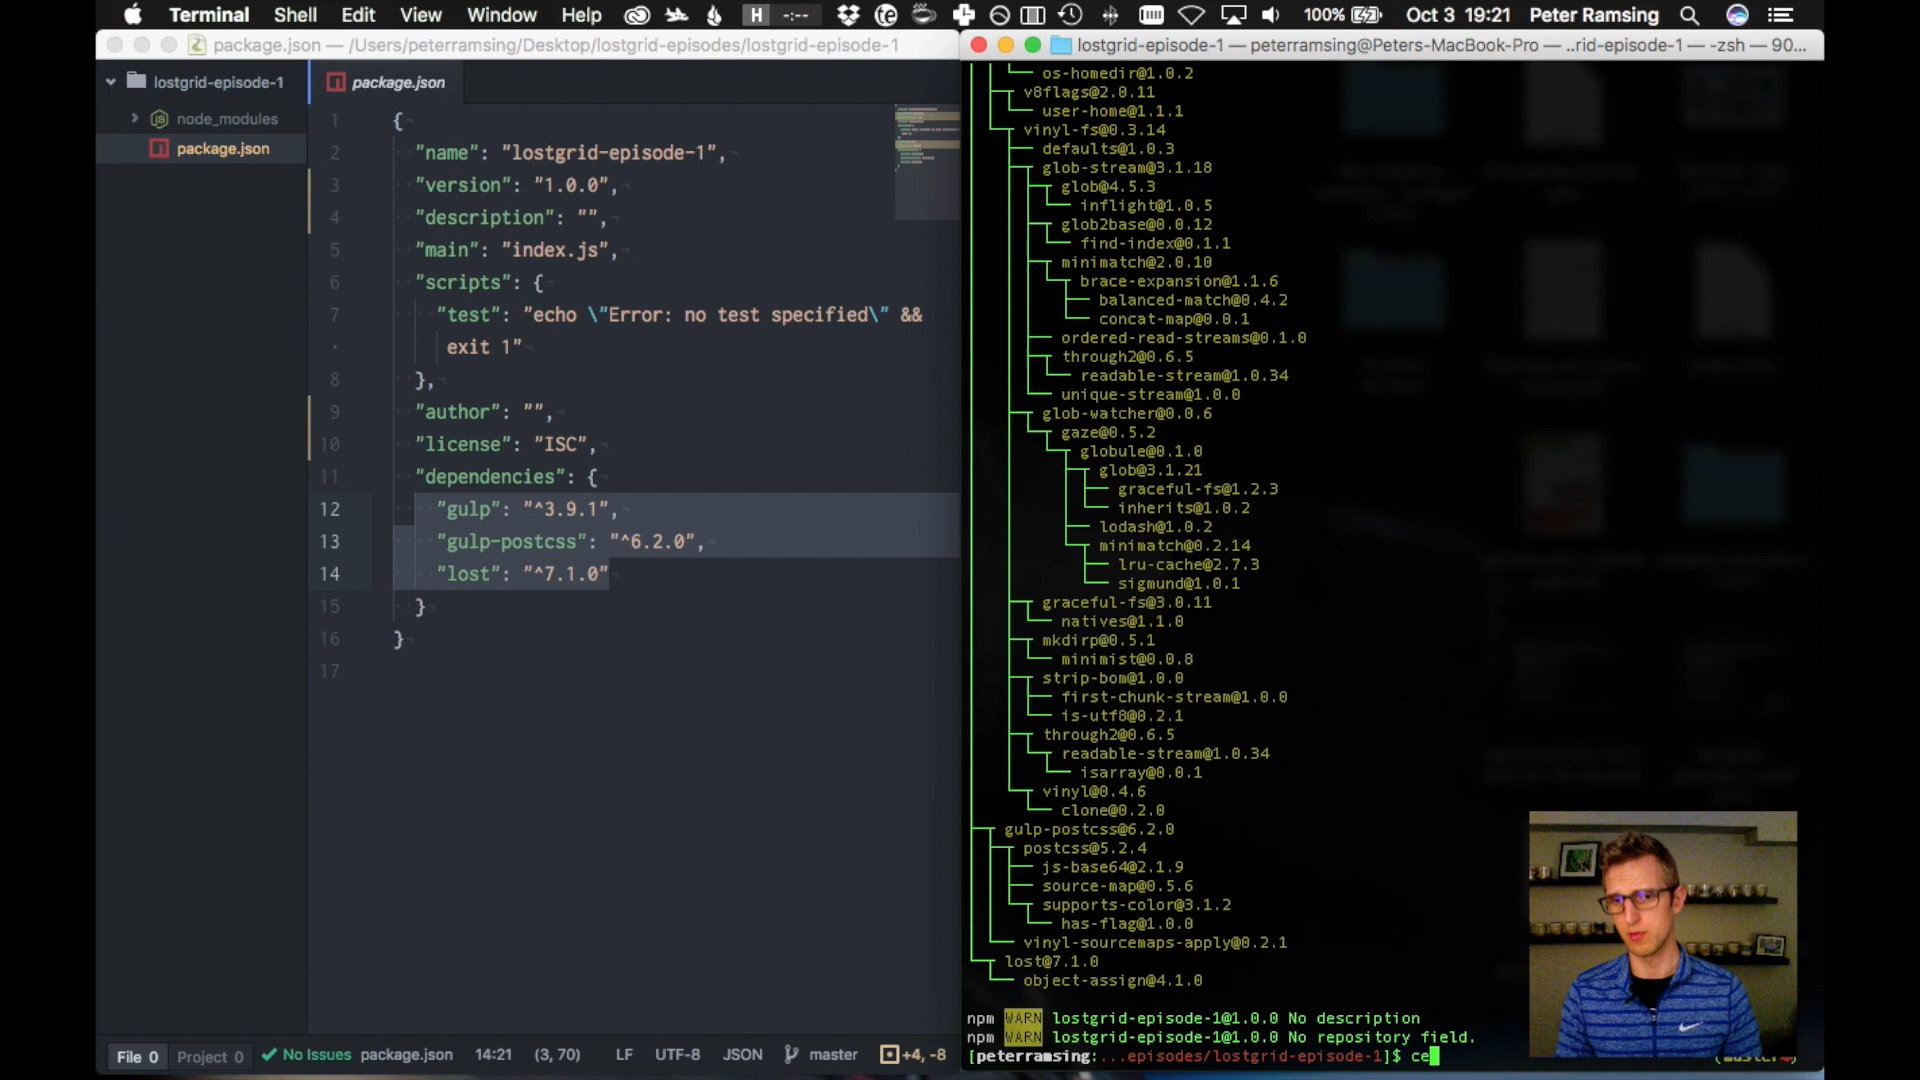 Terminal Shell Edit View Window Help H -:-- 100% Oct 3 19:21 Peter Ramsing
package.json — /Users/peterramsing/Desktop/lostgrid-episodes/lostgrid-episode-1
lostgrid-episode-1
node_modules
package.json
package.json
1 {
2 "name": "lostgrid-episode-1",
3 "version": "1.0.0",
4 "description": "",
5 "main": "index.js",
6 "scripts": {
7 "test": "echo \"Error: no test specified\" &&
exit 1"
8 },
9 "author": "",
10 "license": "ISC",
11 "dependencies": {
12 "gulp": "^3.9.1",
13 "gulp-postcss": "^6.2.0",
14 "lost": "^7.1.0"
15 }
16 }
17
File 0 Project 0 No Issues package.json 14:21 (3, 70) LF UTF-8 JSON master +4, -8
lostgrid-episode-1 — peterramsing@Peters-MacBook-Pro — ..rid-episode-1 — -zsh — 90...
os-homedir@1.0.2
v8flags@2.0.11
user-home@1.1.1
vinyl-fs@0.3.14
defaults@1.0.3
glob-stream@3.1.18
glob@4.5.3
inflight@1.0.5
glob2base@0.0.12
find-index@0.1.1
minimatch@2.0.10
brace-expansion@1.1.6
balanced-match@0.4.2
concat-map@0.0.1
ordered-read-streams@0.1.0
through2@0.6.5
readable-stream@1.0.34
unique-stream@1.0.0
glob-watcher@0.0.6
gaze@0.5.2
globule@0.1.0
glob@3.1.21
graceful-fs@1.2.3
inherits@1.0.2
lodash@1.0.2
minimatch@0.2.14
lru-cache@2.7.3
sigmund@1.0.1
graceful-fs@3.0.11
natives@1.1.0
mkdirp@0.5.1
minimist@0.0.8
strip-bom@1.0.0
first-chunk-stream@1.0.0
is-utf8@0.2.1
through2@0.6.5
readable-stream@1.0.34
isarray@0.0.1
vinyl@0.4.6
clone@0.2.0
gulp-postcss@6.2.0
postcss@5.2.4
js-base64@2.1.9
source-map@0.5.6
supports-color@3.1.2
has-flag@1.0.0
vinyl-sourcemaps-apply@0.2.1
lost@7.1.0
object-assign@4.1.0
npm WARN lostgrid-episode-1@1.0.0 No description
npm WARN lostgrid-episode-1@1.0.0 No repository field.
[peterramsing:...episodes/lostgrid-episode-1]$ ce